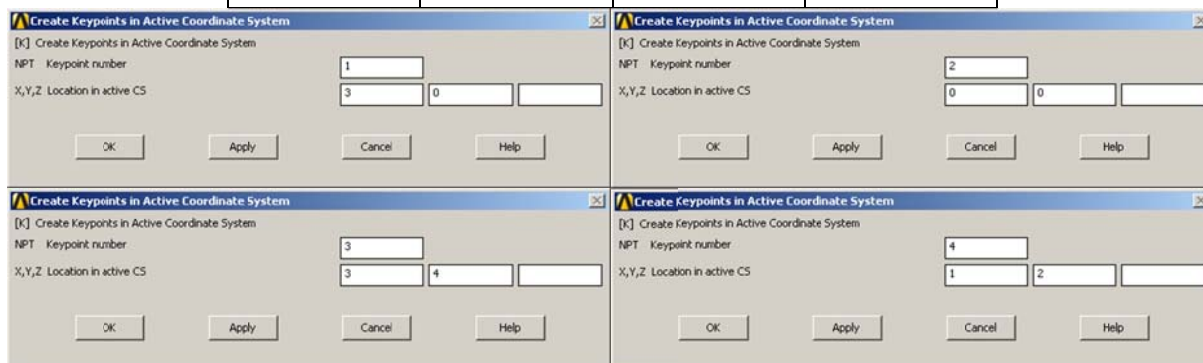 Create Keypoints in Active Coordinate System
[K] Create Keypoints in Active Coordinate System
NPT Keypoint number 1
X,Y,Z Location in active CS 3 0
OK Apply Cancel Help
Create Keypoints in Active Coordinate System
[K] Create Keypoints in Active Coordinate System
NPT Keypoint number 2
X,Y,Z Location in active CS 0 0
OK Apply Cancel Help
Create Keypoints in Active Coordinate System
[K] Create Keypoints in Active Coordinate System
NPT Keypoint number 3
X,Y,Z Location in active CS 3 4
OK Apply Cancel Help
Create Keypoints in Active Coordinate System
[K] Create Keypoints in Active Coordinate System
NPT Keypoint number 4
X,Y,Z Location in active CS 1 2
OK Apply Cancel Help